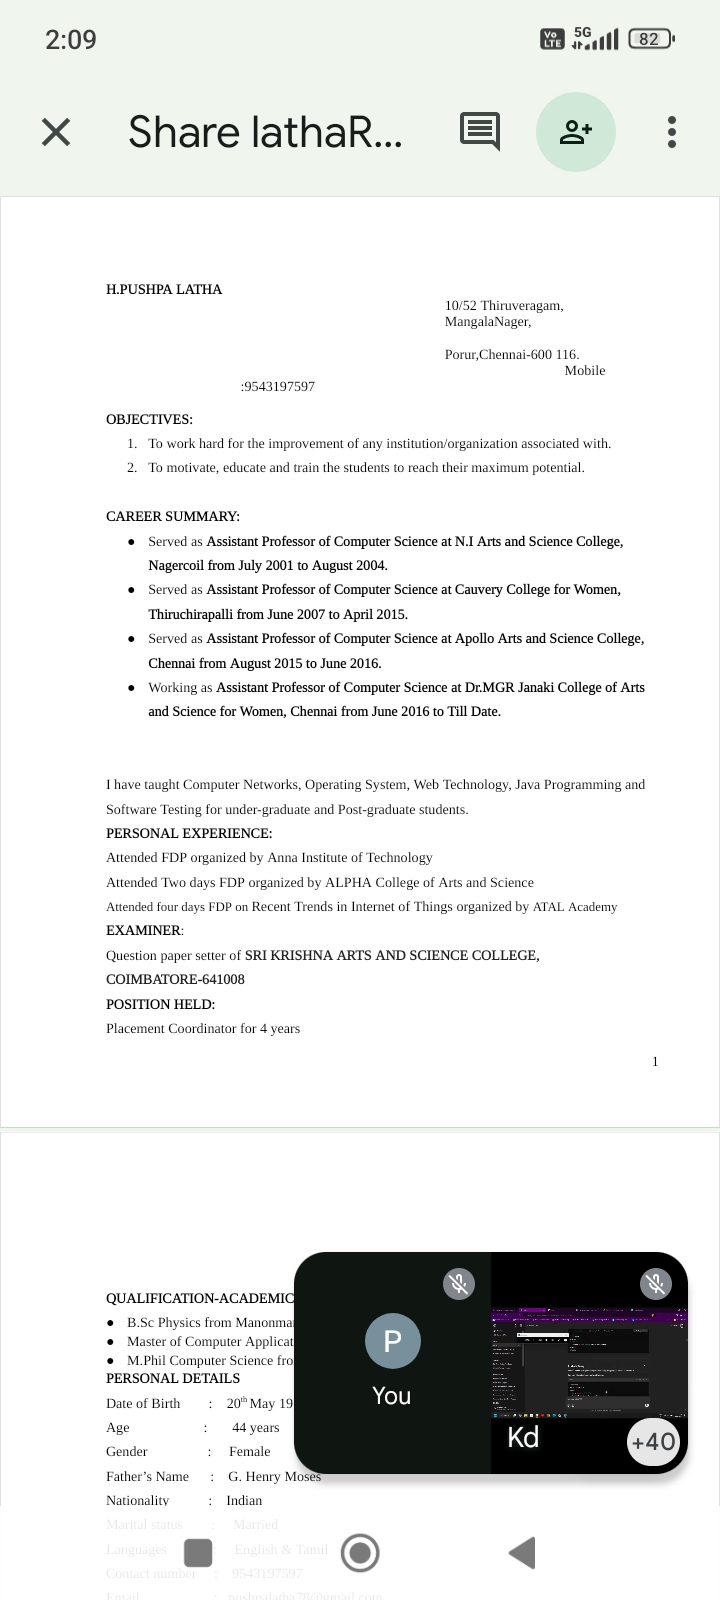 2:09
Vo
LTE
5G
82
Share lathaR...
H.PUSHPA LATHA
10/52 Thiruveragam,
MangalaNager,
Porur,Chennai-600 116.
Mobile
:9543197597
OBJECTIVES:
1. To work hard for the improvement of any institution/organization associated with.
2. To motivate, educate and train the students to reach their maximum potential.
CAREER SUMMARY:
● Served as Assistant Professor of Computer Science at N.I Arts and Science College,
Nagercoil from July 2001 to August 2004.
● Served as Assistant Professor of Computer Science at Cauvery College for Women,
Thiruchirapalli from June 2007 to April 2015.
● Served as Assistant Professor of Computer Science at Apollo Arts and Science College,
Chennai from August 2015 to June 2016.
● Working as Assistant Professor of Computer Science at Dr.MGR Janaki College of Arts
and Science for Women, Chennai from June 2016 to Till Date.
I have taught Computer Networks, Operating System, Web Technology, Java Programming and
Software Testing for under-graduate and Post-graduate students.
PERSONAL EXPERIENCE:
Attended FDP organized by Anna Institute of Technology
Attended Two days FDP organized by ALPHA College of Arts and Science
Attended four days FDP on Recent Trends in Internet of Things organized by ATAL Academy
EXAMINER:
Question paper setter of SRI KRISHNA ARTS AND SCIENCE COLLEGE,
COIMBATORE-641008
POSITION HELD:
Placement Coordinator for 4 years
1
QUALIFICATION-ACADEMIC
● B.Sc Physics from Manonma
● Master of Computer Applicat
● M.Phil Computer Science fro
PERSONAL DETAILS
Date of Birth : 20th May 19
Age : 44 years
Gender : Female
Father’s Name : G. Henry Moses
Nationality : Indian
Marital status : Married
Languages : English & Tamil
Contact number : 9543197597
Email : pushpalatha78@gmail.com
P
You
Kd
+40